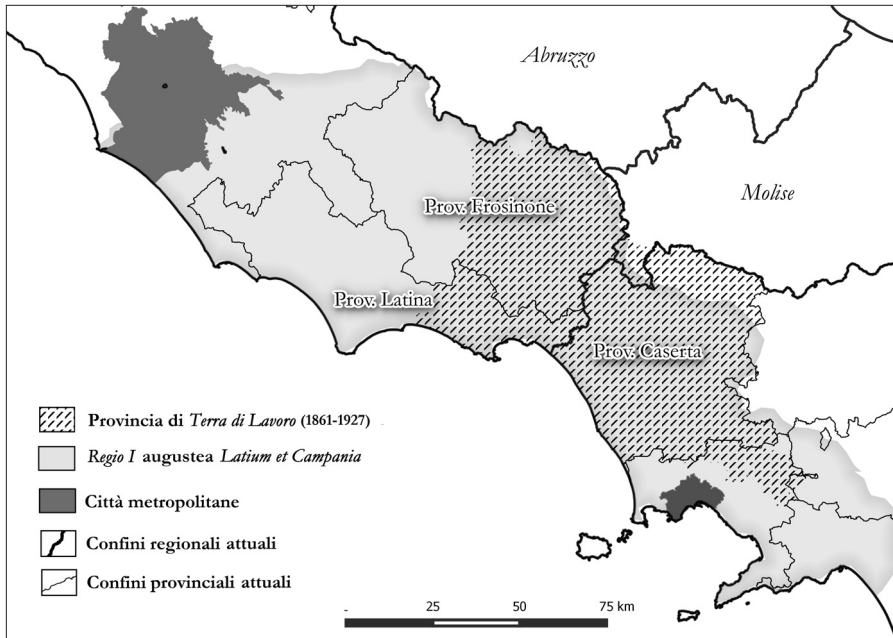 Abruzzo
Molise
Prov. Frosinone
Prov. Latina
Prov. Caserta
Provincia di Terra di Lavoro (1861-1927)
Regio I augustea Latium et Campania
Città metropolitane
Confini regionali attuali
Confini provinciali attuali
25 50 75 km